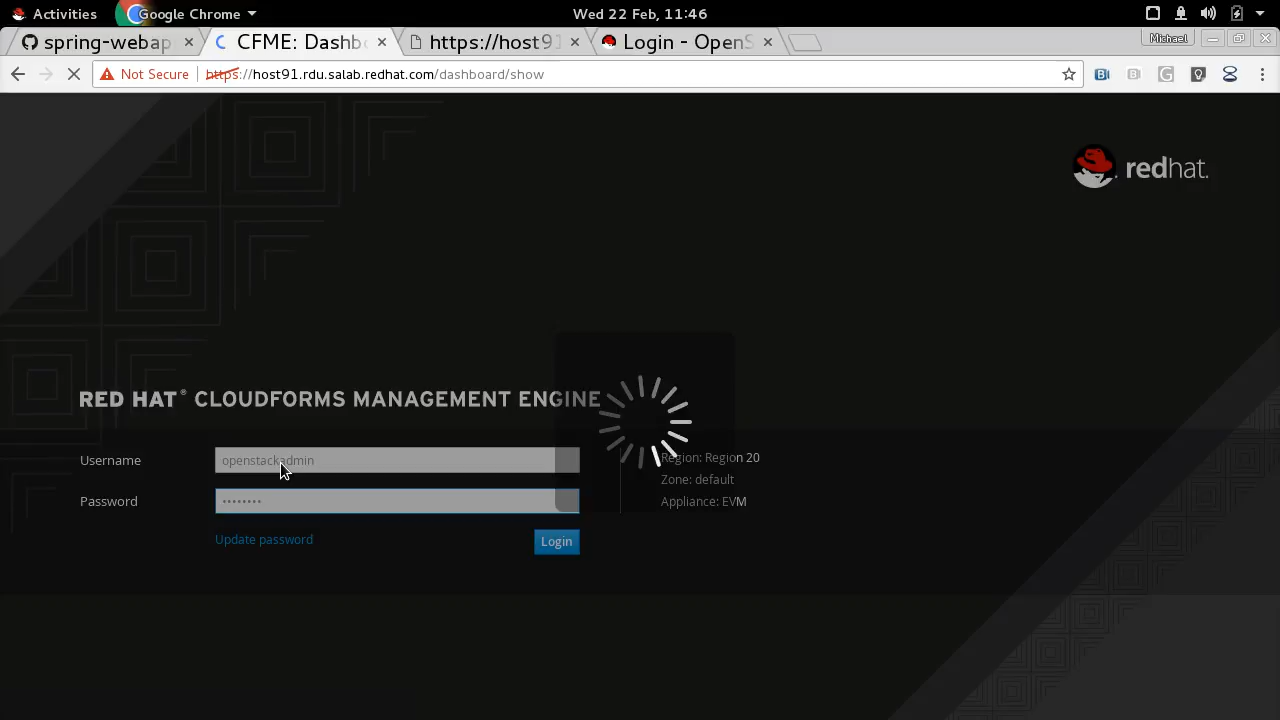 Activities Google Chrome Wed 22 Feb, 11:46
spring-webap CFME: Dashb https://host91 Login - OpenS Michael
Not Secure https://host91.rdu.salab.redhat.com/dashboard/show
redhat.
RED HAT® CLOUDFORMS MANAGEMENT ENGINE
Username openstackadmin Region: Region 20
Zone: default
Password •••••••• Appliance: EVM
Update password Login